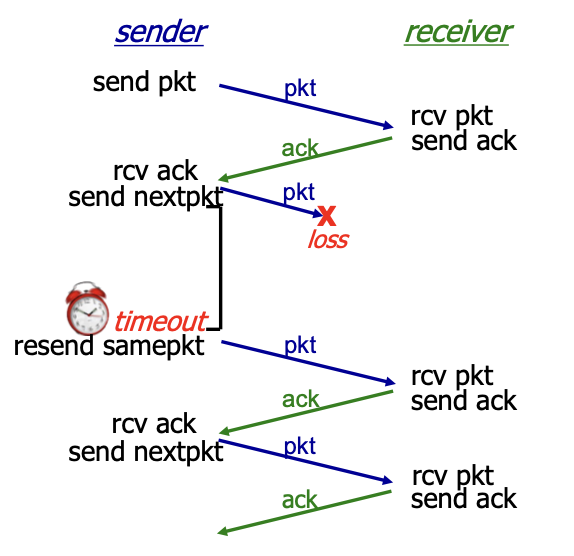 sender
receiver
send pkt
pkt
rcv pkt
send ack
ack
rcv ack
send nextpkt
pkt
X
loss
timeout
resend samepkt
pkt
rcv pkt
send ack
ack
rcv ack
send nextpkt
pkt
rcv pkt
send ack
ack